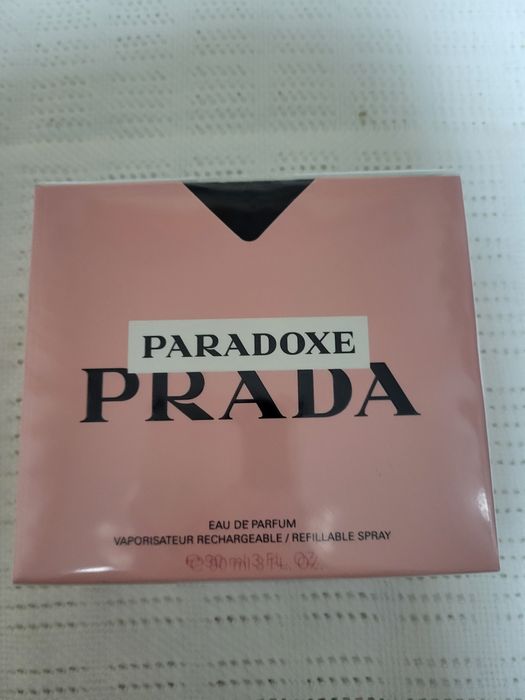 PARADOXE
PRADA
EAU DE PARFUM
VAPORISATEUR RECHARGEABLE / REFILLABLE SPRAY